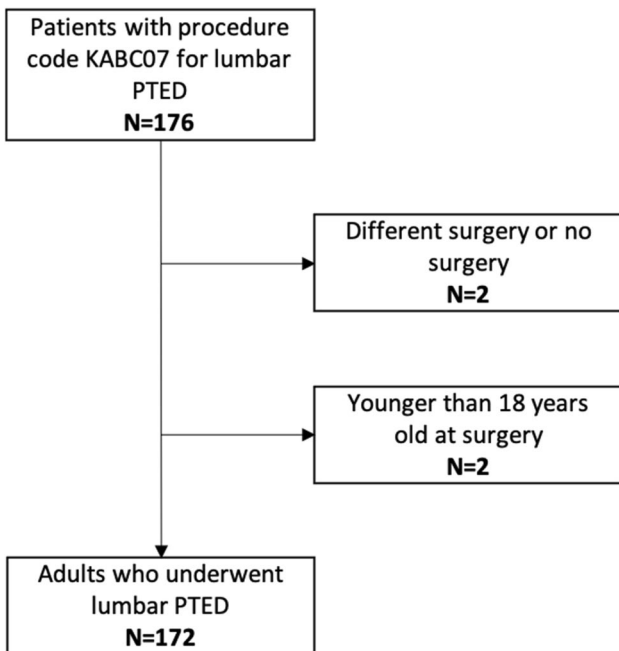 Patients with procedure
code KABC07 for lumbar
PTED
N=176
Different surgery or no
surgery
N=2
Younger than 18 years
old at surgery
N=2
Adults who underwent
lumbar PTED
N=172